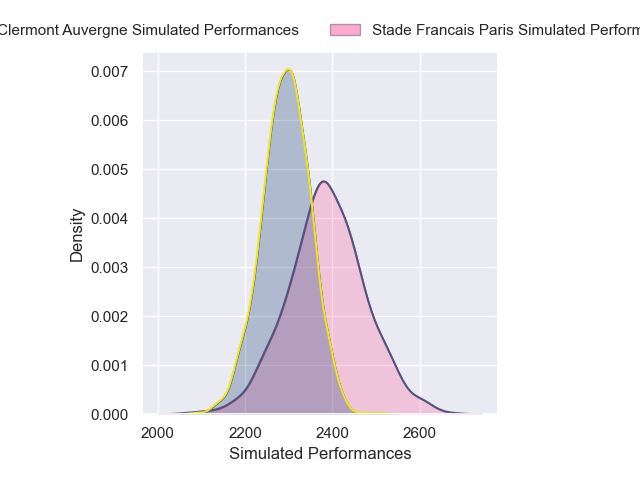 Clermont Auvergne Simulated Performances
Stade Francais Paris Simulated Perform
0.007
0.006
0.005
0.004
0.003
0.002
0.001
0.000
Density
2000 2200 2400 2600
Simulated Performances